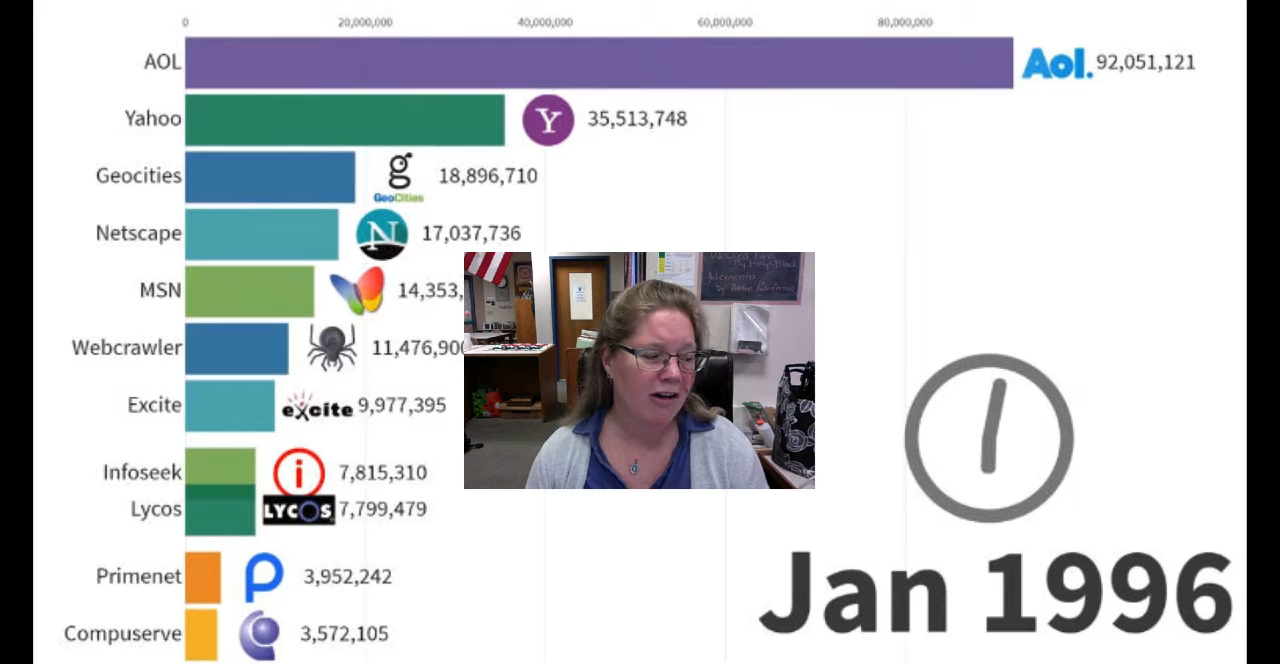 0 20,000,000 40,000,000 60,000,000 80,000,000
AOL Aol. 92,051,121
Yahoo Y 35,513,748
Geocities g GeoCities 18,896,710
Netscape N 17,037,736
MSN 14,353,
Webcrawler 11,476,90
Excite excite 9,977,395
Infoseek i 7,815,310
Lycos LYCOS 7,799,479
Primenet P 3,952,242
Compuserve 3,572,105
Jan 1996